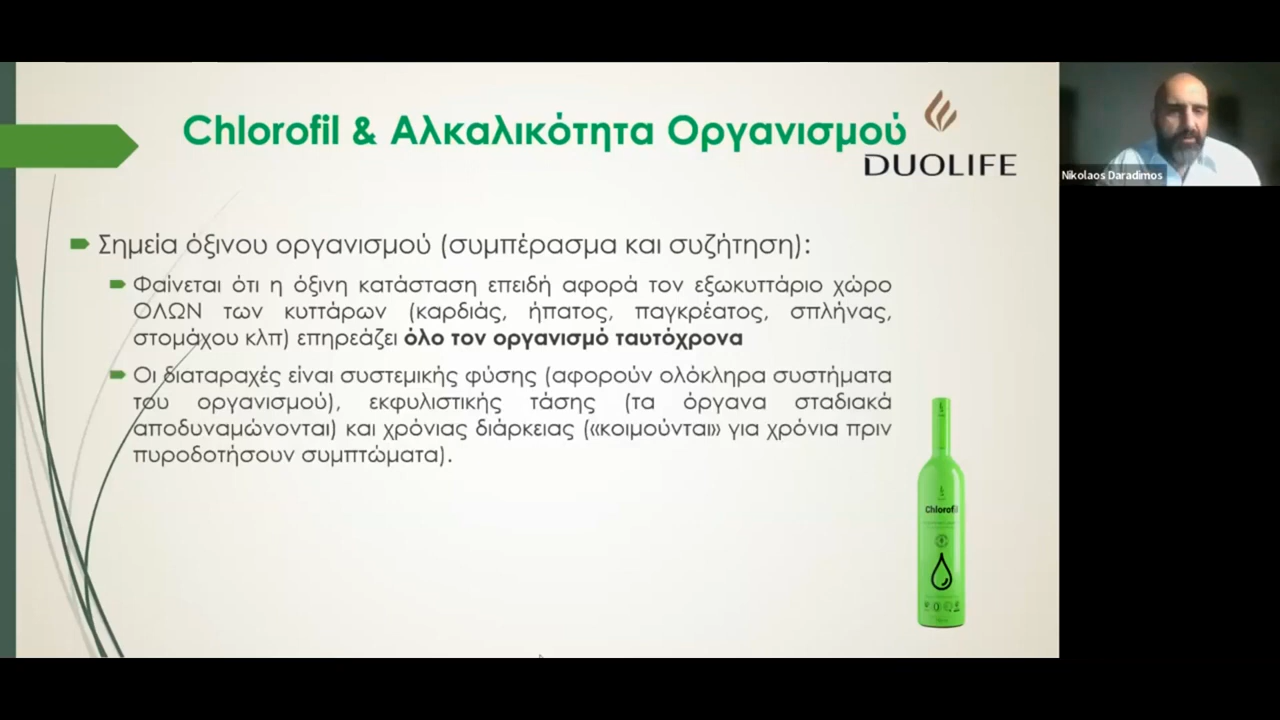 Chlorofil & Αλκαλικότητα Οργανισμού
DUOLIFE
Nikolaos Daradimos
Σημεία όξινου οργανισμού (συμπέρασμα και συζήτηση):
Φαίνεται ότι η όξινη κατάσταση επειδή αφορά τον εξωκυττάριο χώρο
ΟΛΩΝ των κυττάρων (καρδιάς, ήπατος, παγκρέατος, σπλήνας,
στομάχου κλπ) επηρεάζει όλο τον οργανισμό ταυτόχρονα
Οι διαταραχές είναι συστεμικής φύσης (αφορούν ολόκληρα συστήματα
του οργανισμού), εκφυλιστικής τάσης (τα όργανα σταδιακά
αποδυναμώνονται) και χρόνιας διάρκειας («κοιμούνται» για χρόνια πριν
πυροδοτήσουν συμπτώματα).
Chlorofil